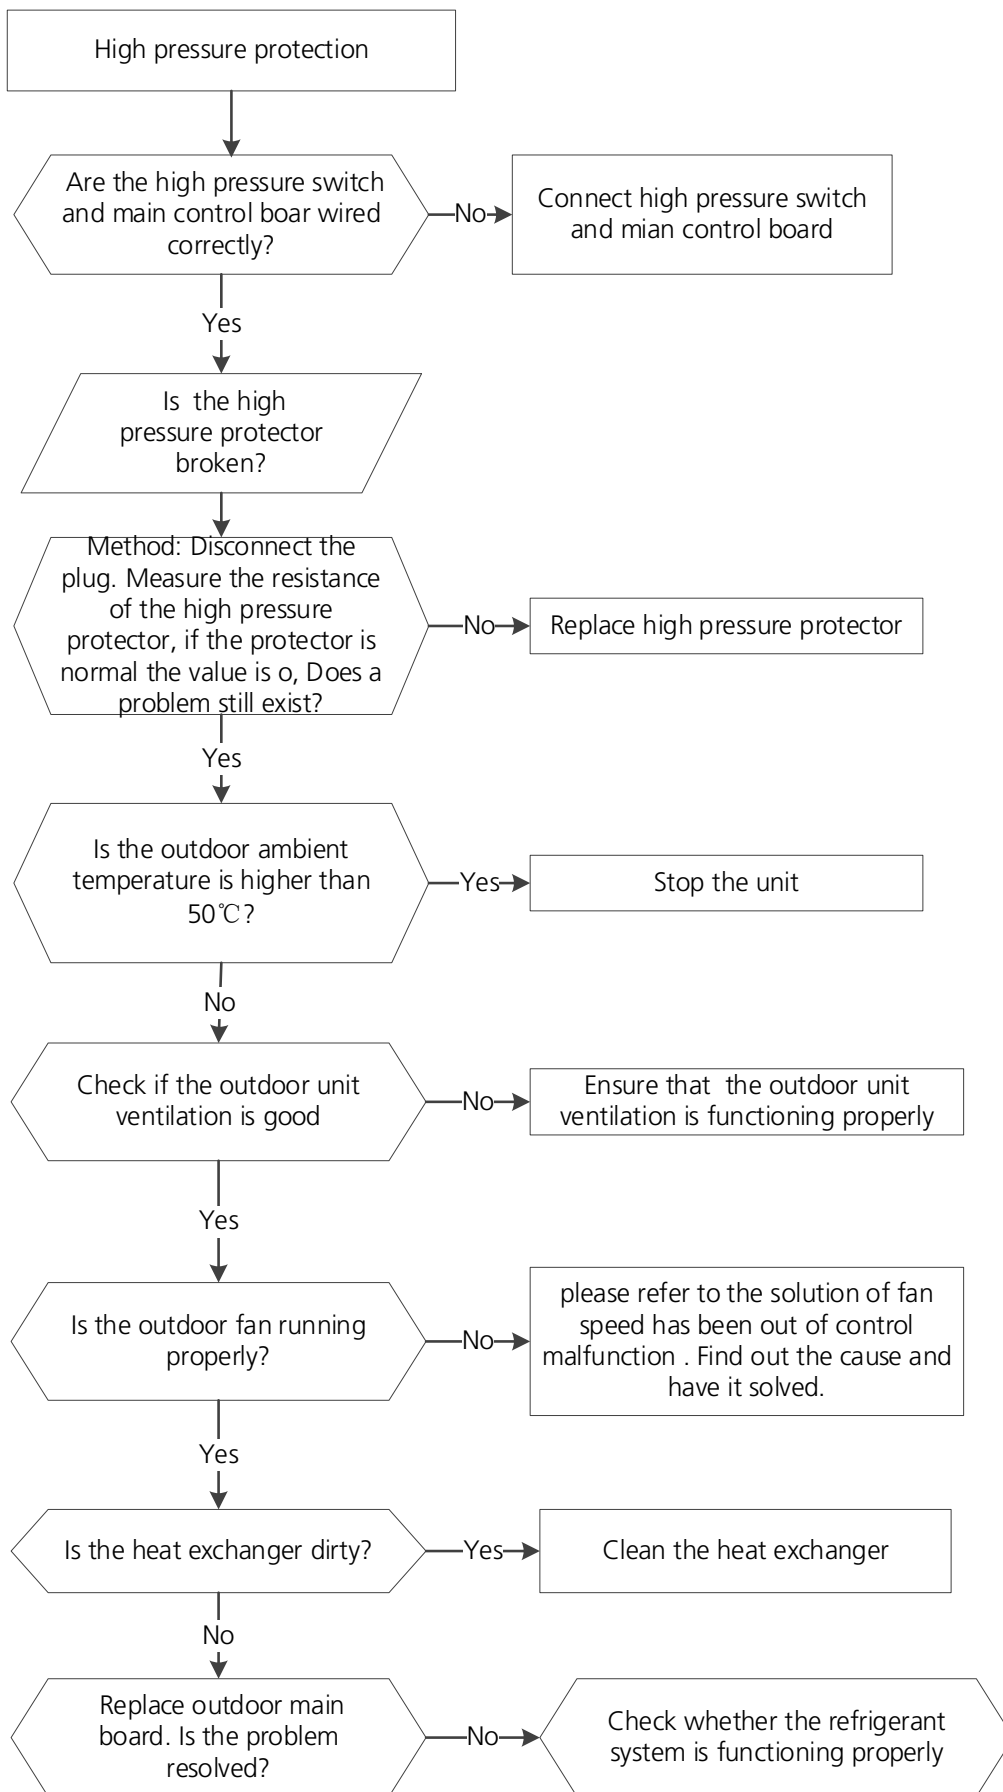 High pressure protection
Are the high pressure switch
and main control boar wired
correctly?
No
Connect high pressure switch
and mian control board
Yes
Is the high
pressure protector
broken?
Method: Disconnect the
plug. Measure the resistance
of the high pressure
protector, if the protector is
normal the value is o, Does a
problem still exist?
No
Replace high pressure protector
Yes
Is the outdoor ambient
temperature is higher than
50℃?
Yes
Stop the unit
No
Check if the outdoor unit
ventilation is good
No
Ensure that the outdoor unit
ventilation is functioning properly
Yes
Is the outdoor fan running
properly?
No
please refer to the solution of fan
speed has been out of control
malfunction . Find out the cause and
have it solved.
Yes
Is the heat exchanger dirty?
Yes
Clean the heat exchanger
No
Replace outdoor main
board. Is the problem
resolved?
No
Check whether the refrigerant
system is functioning properly